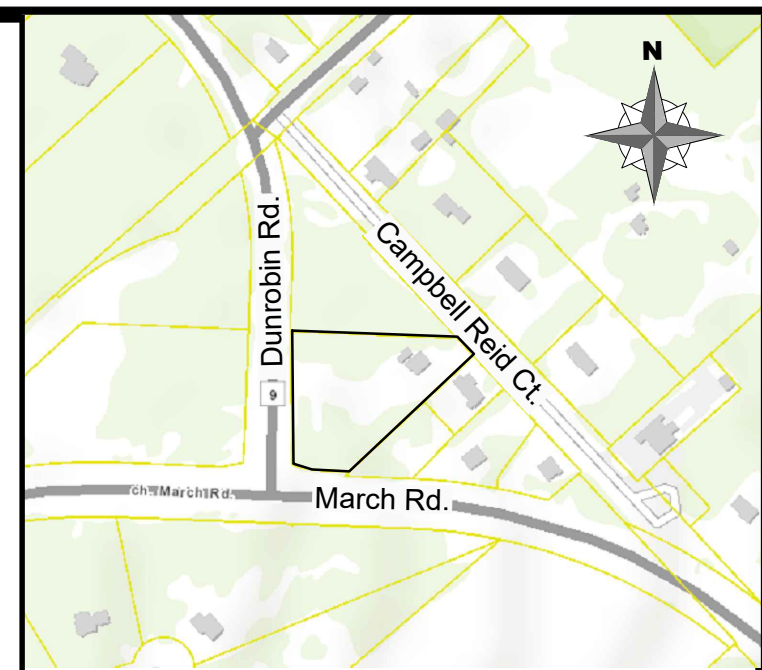 N
Dunrobin Rd.
Campbell Reid Ct.
9
ch. March Rd.
March Rd.